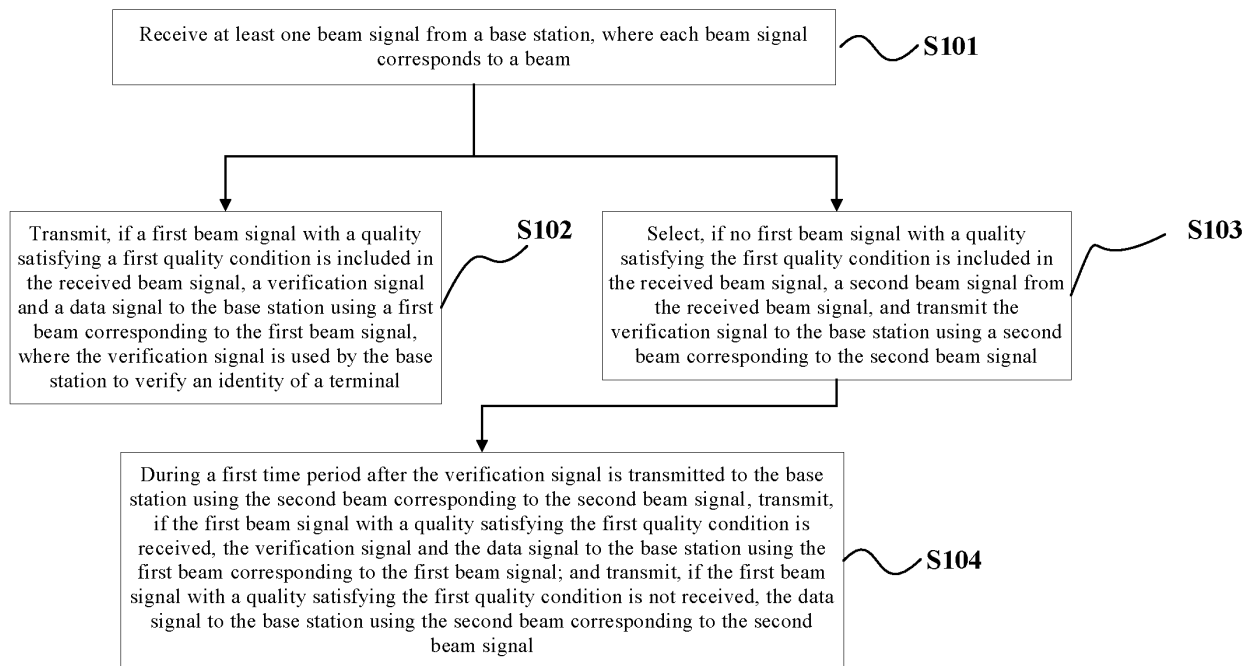 Receive at least one beam signal from a base station, where each beam signal
corresponds to a beam
S101
Transmit, if a first beam signal with a quality
satisfying a first quality condition is included in
the received beam signal, a verification signal
and a data signal to the base station using a first
beam corresponding to the first beam signal,
where the verification signal is used by the base
station to verify an identity of a terminal
S102
Select, if no first beam signal with a quality
satisfying the first quality condition is included in
the received beam signal, a second beam signal from
the received beam signal, and transmit the
verification signal to the base station using a second
beam corresponding to the second beam signal
S103
During a first time period after the verification signal is transmitted to the base
station using the second beam corresponding to the second beam signal, transmit,
if the first beam signal with a quality satisfying the first quality condition is
received, the verification signal and the data signal to the base station using the
first beam corresponding to the first beam signal; and transmit, if the first beam
signal with a quality satisfying the first quality condition is not received, the data
signal to the base station using the second beam corresponding to the second
beam signal
S104